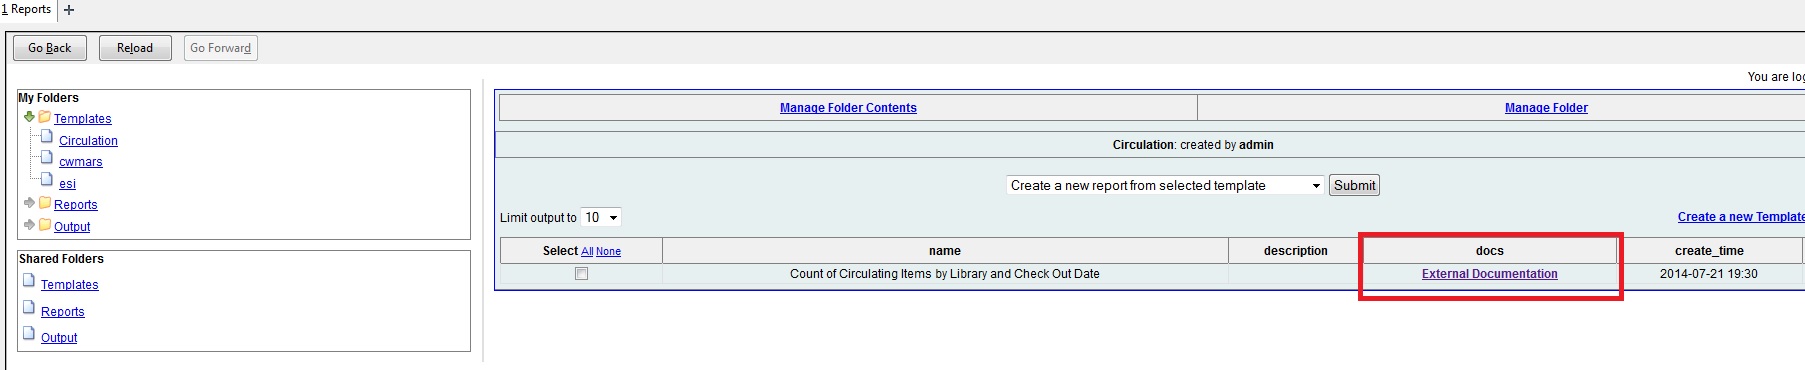 1 Reports +
Go Back Reload Go Forward
You are log
My Folders
Templates
Circulation
cwmars
esi
Reports
Output
Shared Folders
Templates
Reports
Output
Manage Folder Contents Manage Folder
Circulation: created by admin
Create a new report from selected template Submit
Limit output to 10 Create a new Template
Select All None name description docs create_time
Count of Circulating Items by Library and Check Out Date External Documentation 2014-07-21 19:30